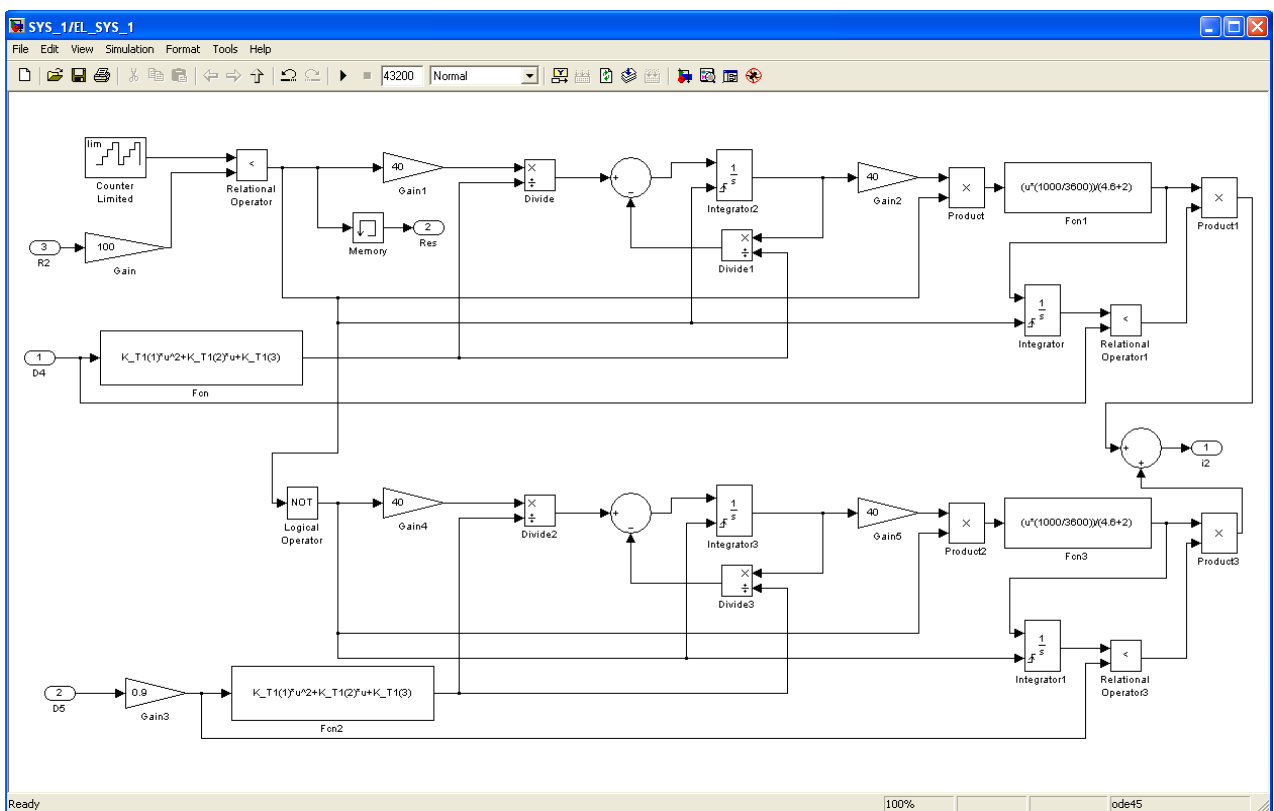 SYS_1/EL_SYS_1
File Edit View Simulation Format Tools Help
43200 Normal
lim
Counter
Limited
<
Relational
Operator
40
Gain1
×
÷
Divide
+
−
1
s
Integrator2
40
Gain2
×
Product
(u*(1000/3600))/(4.6+2)
Fcn1
×
Product1
3
R2
100
Gain
Memory
2
Res
×
÷
Divide1
1
s
Integrator
<
Relational
Operator1
1
D4
K_T1(1)*u^2+K_T1(2)*u+K_T1(3)
Fcn
+
+
1
i2
NOT
Logical
Operator
40
Gain4
×
÷
Divide2
+
−
1
s
Integrator3
40
Gain5
×
Product2
(u*(1000/3600))/(4.6+2)
Fcn3
×
Product3
×
÷
Divide3
1
s
Integrator1
<
Relational
Operator3
2
D5
0.9
Gain3
K_T1(1)*u^2+K_T1(2)*u+K_T1(3)
Fcn2
Ready 100% ode45